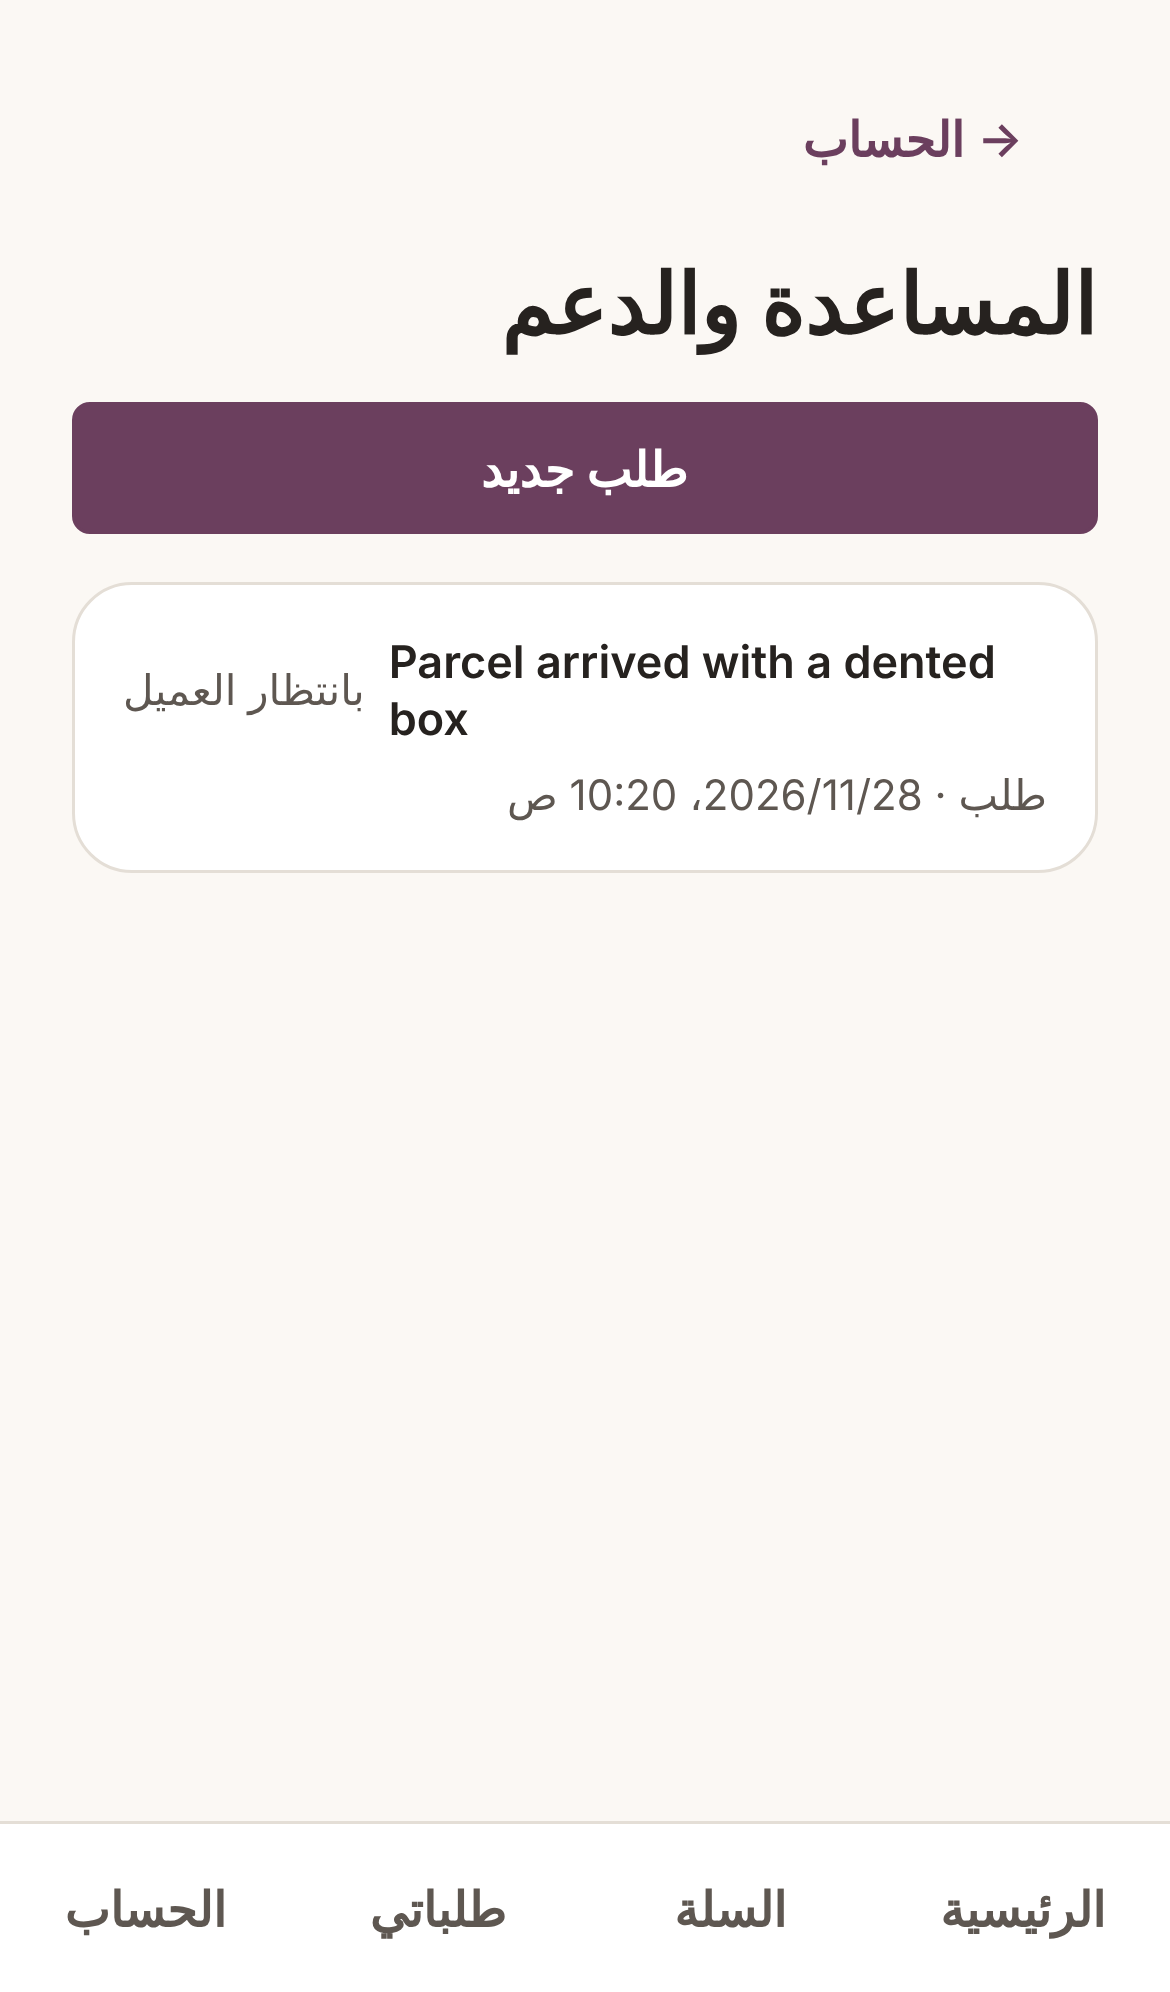 → الحساب
المساعدة والدعم
طلب جديد
Parcel arrived with a dented
box
بانتظار العميل
طلب · 2026/11/28، 10:20 ص
الرئيسية
السلة
طلباتي
الحساب